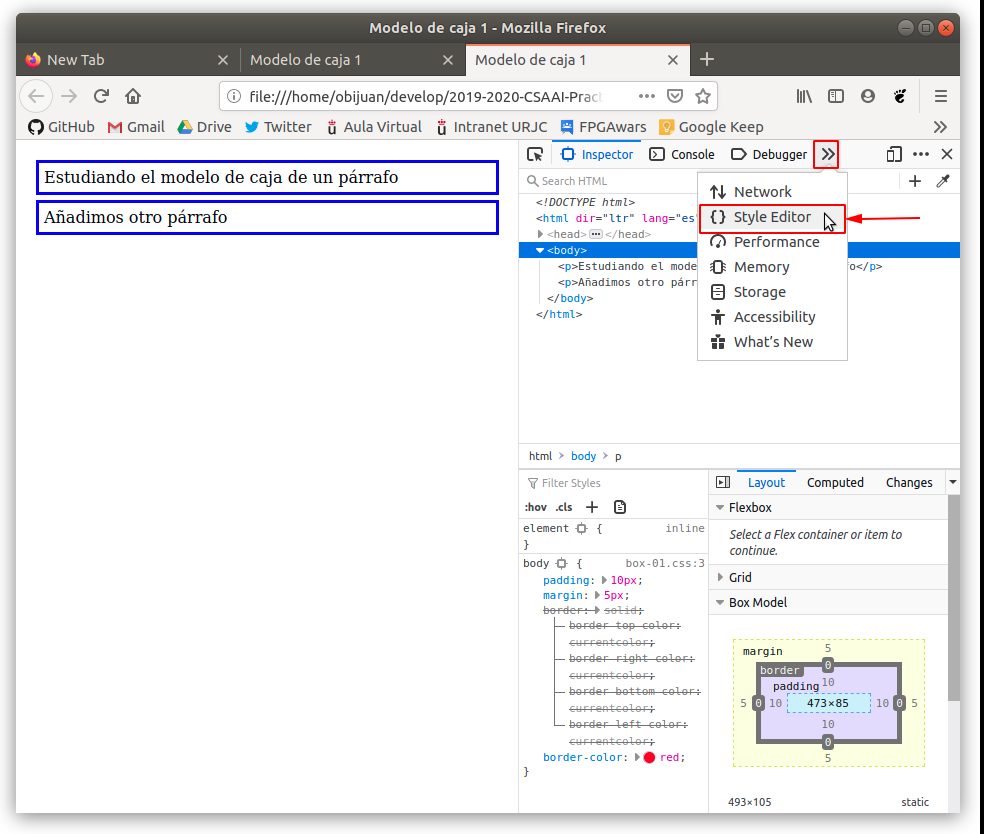 Modelo de caja 1 - Mozilla Firefox
New Tab
Modelo de caja 1
Modelo de caja 1
file:///home/obijuan/develop/2019-2020-CSAAI-Pract
GitHub Gmail Drive Twitter Aula Virtual Intranet URJC FPGAwars Google Keep
Estudiando el modelo de caja de un párrafo
Añadimos otro párrafo
Inspector Console Debugger
Search HTML
Network
Style Editor
Performance
Memory
Storage
Accessibility
What's New
<!DOCTYPE html>
<html dir="ltr" lang="es"
<head> </head>
<body>
<p>Estudiando el mode o</p>
<p>Añadimos otro párr
</body>
</html>
html > body > p
Filter Styles
:hov .cls +
element { inline
}
body { box-01.css:3
padding: 10px;
margin: 5px;
border: solid;
border-top-color:
currentcolor;
border-right-color:
currentcolor;
border-bottom-color:
currentcolor;
border-left-color:
currentcolor;
border-color: red;
}
Layout Computed Changes
Flexbox
Select a Flex container or item to
continue.
Grid
Box Model
margin 5
border 0
padding 10
5 0 10 473×85 10 0 5
10
0
5
493×105 static